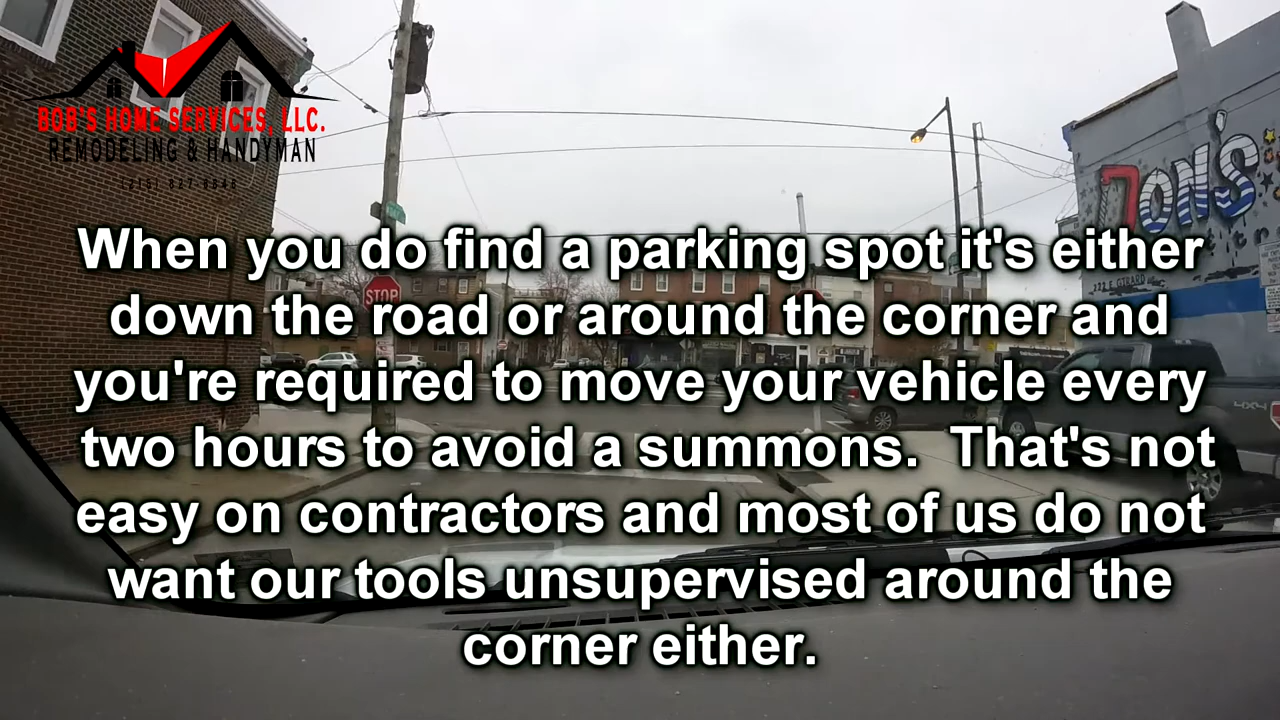 BOB'S HOME SERVICES, LLC.
REMODELING & HANDYMAN
STOP
DON'S
When you do find a parking spot it's either
down the road or around the corner and
you're required to move your vehicle every
two hours to avoid a summons.  That's not
easy on contractors and most of us do not
want our tools unsupervised around the
corner either.
4X4